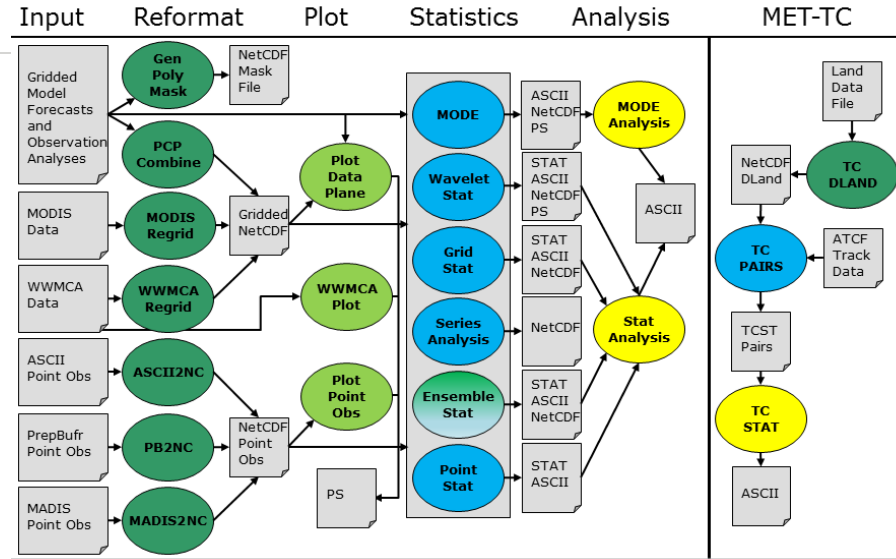 Input
Reformat
Plot
Statistics
Analysis
MET-TC
Gridded
Model
Forecasts
and
Observation
Analyses
Gen
Poly
Mask
NetCDF
Mask
File
PCP
Combine
MODIS
Data
MODIS
Regrid
Gridded
NetCDF
WWMCA
Data
WWMCA
Regrid
ASCII
Point Obs
ASCII2NC
PrepBufr
Point Obs
PB2NC
NetCDF
Point
Obs
MADIS
Point Obs
MADIS2NC
Plot
Data
Plane
WWMCA
Plot
Plot
Point
Obs
PS
MODE
ASCII
NetCDF
PS
Wavelet
Stat
STAT
ASCII
NetCDF
PS
Grid
Stat
STAT
ASCII
NetCDF
Series
Analysis
NetCDF
Ensemble
Stat
STAT
ASCII
NetCDF
Point
Stat
STAT
ASCII
MODE
Analysis
ASCII
Stat
Analysis
Land
Data
File
NetCDF
DLand
TC
DLAND
TC
PAIRS
ATCF
Track
Data
TCST
Pairs
TC
STAT
ASCII